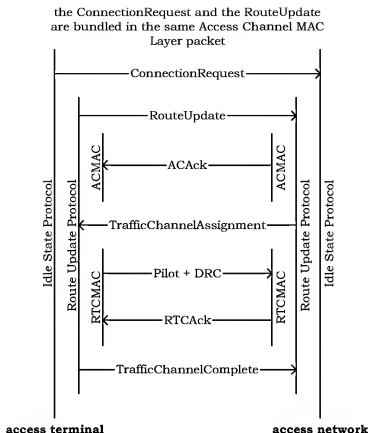 the ConnectionRequest and the RouteUpdate
are bundled in the same Access Channel MAC
Layer packet
ConnectionRequest
RouteUpdate
ACMAC
ACAck
ACMAC
Idle State Protocol
Route Update Protocol
TrafficChannelAssignment
Route Update Protocol
Idle State Protocol
RTCMAC
Pilot + DRC
RTCAck
RTCMAC
TrafficChannelComplete
access terminal
access network